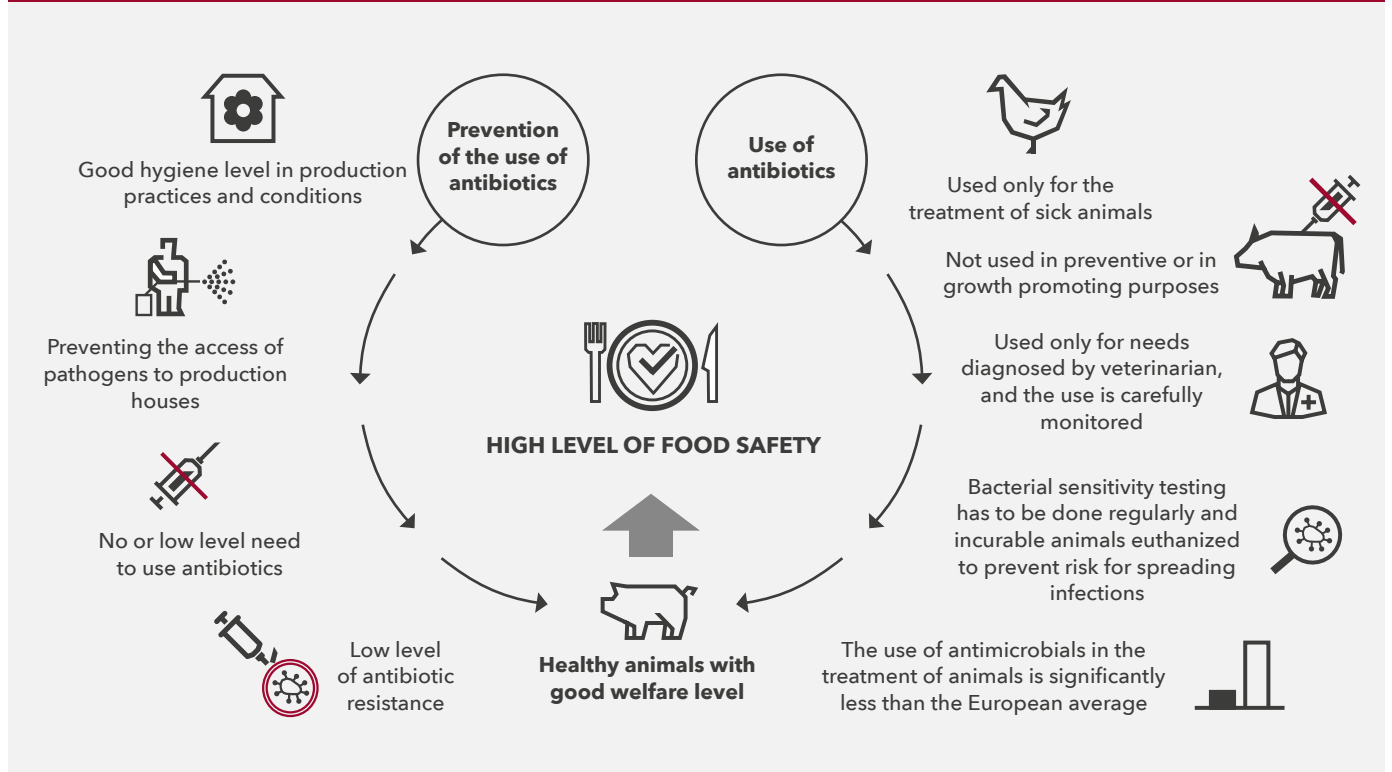 Prevention
of the use of
antibiotics
Good hygiene level in production
practices and conditions
Preventing the access of
pathogens to production
houses
No or low level need
to use antibiotics
Low level
of antibiotic
resistance
Use of
antibiotics
Used only for the
treatment of sick animals
Not used in preventive or in
growth promoting purposes
Used only for needs
diagnosed by veterinarian,
and the use is carefully
monitored
Bacterial sensitivity testing
has to be done regularly and
incurable animals euthanized
to prevent risk for spreading
infections
The use of antimicrobials in the
treatment of animals is significantly
less than the European average
Healthy animals with
good welfare level
HIGH LEVEL OF FOOD SAFETY